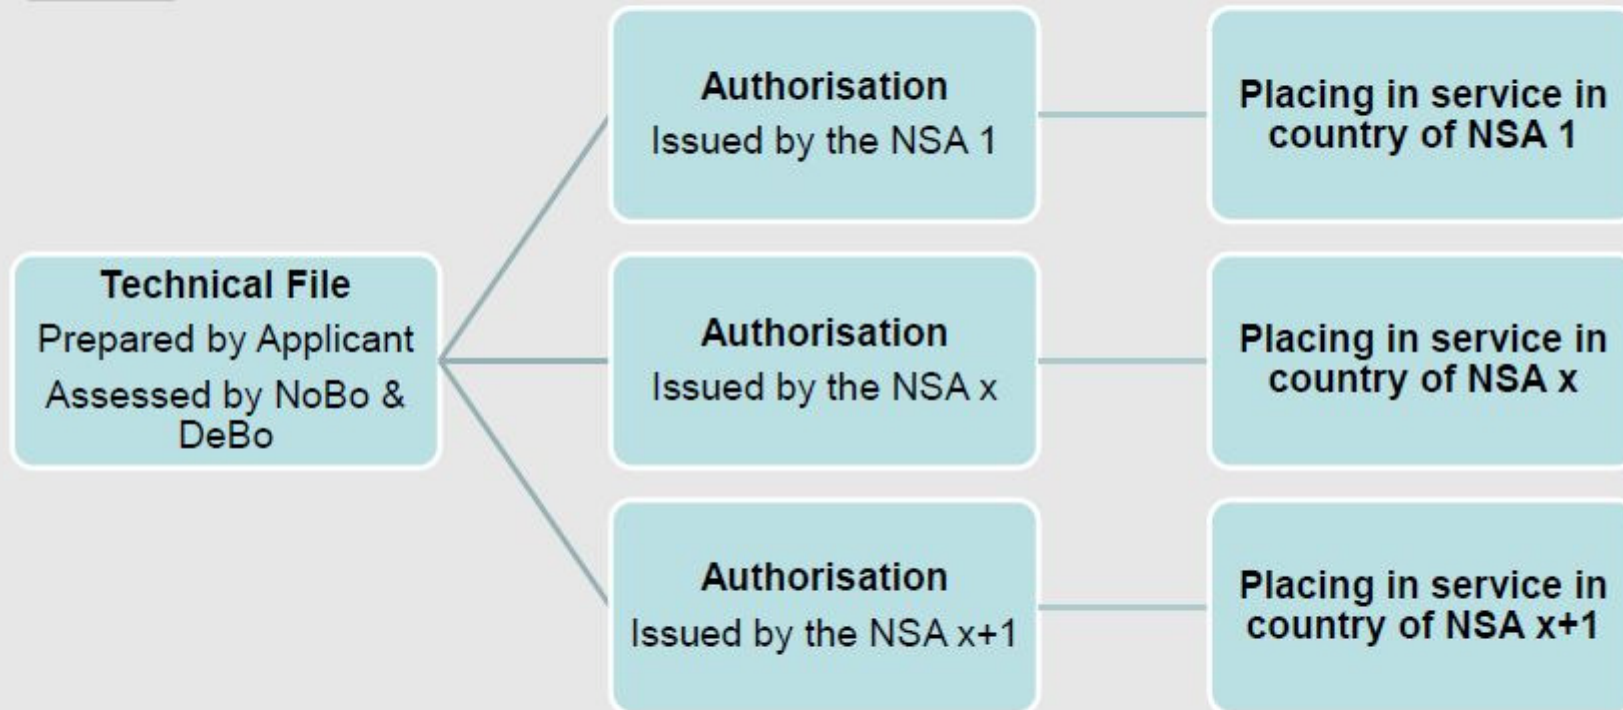 Technical File
Prepared by Applicant
Assessed by NoBo &
DeBo
Authorisation
Issued by the NSA 1
Placing in service in
country of NSA 1
Authorisation
Issued by the NSA x
Placing in service in
country of NSA x
Authorisation
Issued by the NSA x+1
Placing in service in
country of NSA x+1